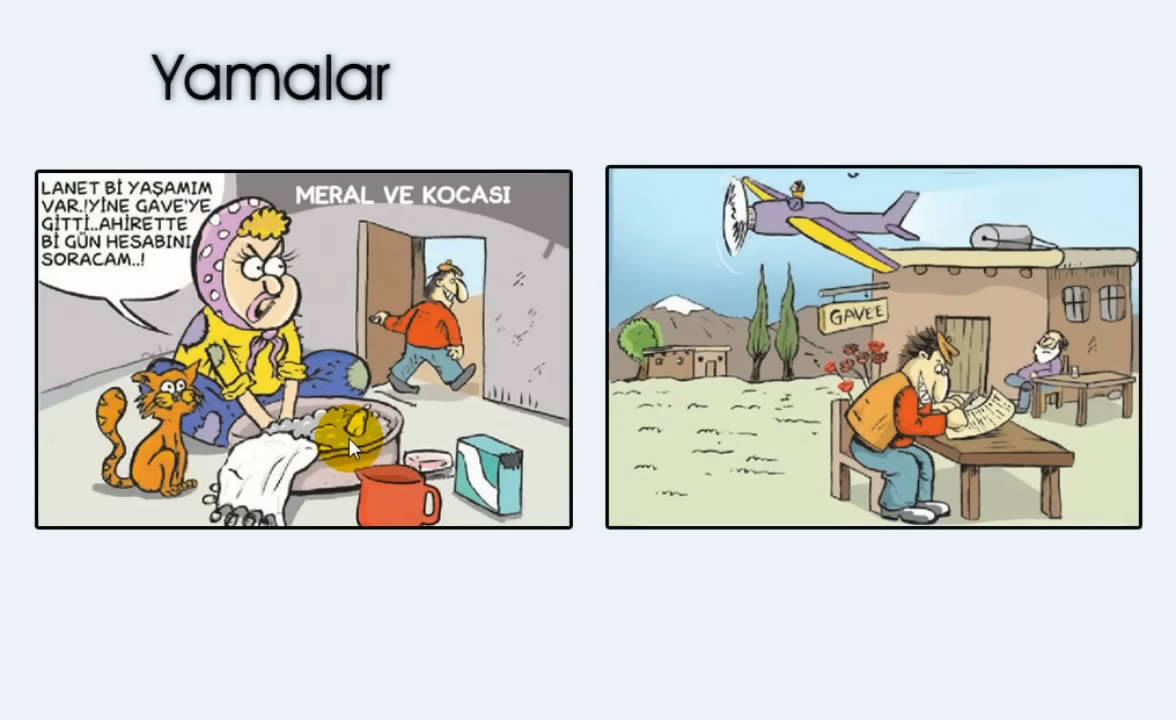 Yamalar
LANET Bİ YAŞAMIM
VAR.!YİNE GAVE'YE
GİTTİ..AHİRETTE
Bİ GÜN HESABINI
SORACAM..!
MERAL VE KOCASI
GAVEE